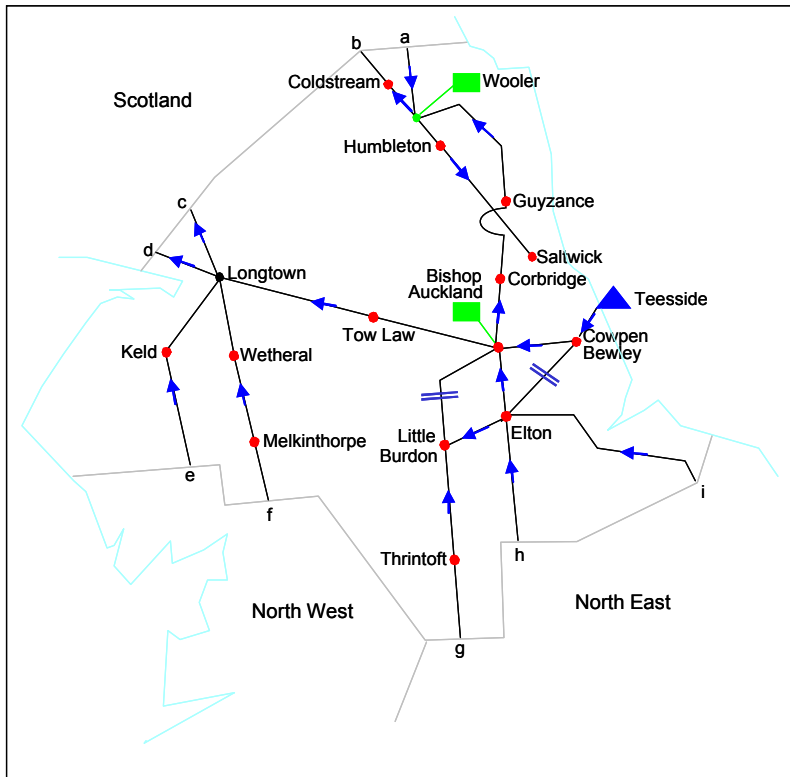 a
b
Coldstream
Wooler
Scotland
Humbleton
Guyzance
c
d
Saltwick
Longtown
Bishop
Auckland
Corbridge
Teesside
Tow Law
Cowpen
Bewley
Keld
Wetheral
Little
Burdon
Elton
Melkinthorpe
e
f
i
h
Thrintoft
North West
North East
g